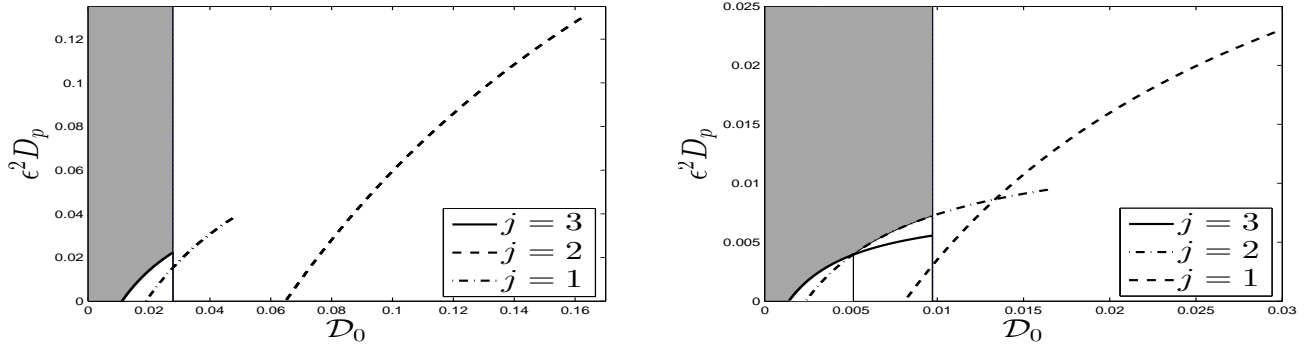 0.12
0.1
0.08
0.06
0.04
0.02
0
ϵ²D_p
0 0.02 0.04 0.06 0.08 0.1 0.12 0.14 0.16
𝒟₀
j = 3
j = 2
j = 1
0.025
0.02
0.015
0.01
0.005
0
ϵ²D_p
0 0.005 0.01 0.015 0.02 0.025 0.03
𝒟₀
j = 3
j = 2
j = 1